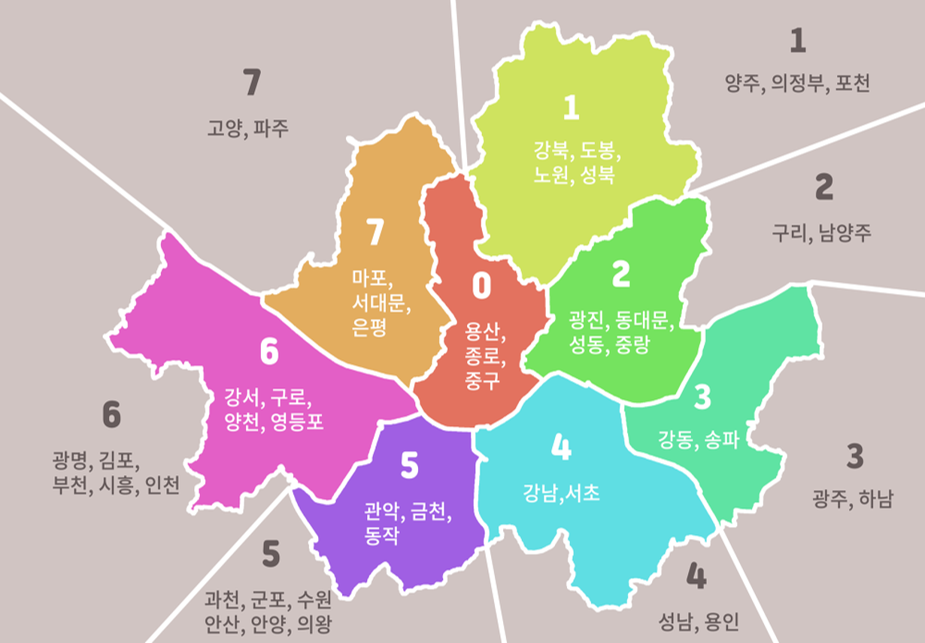 7
고양, 파주
1
양주, 의정부, 포천
1
강북, 도봉,
노원, 성북
2
구리, 남양주
7
마포,
서대문,
은평
0
용산,
종로,
중구
2
광진, 동대문,
성동, 중랑
6
강서, 구로,
양천, 영등포
3
강동, 송파
6
광명, 김포,
부천, 시흥, 인천
5
관악, 금천,
동작
4
강남,서초
3
광주, 하남
5
과천, 군포, 수원
안산, 안양, 의왕
4
성남, 용인